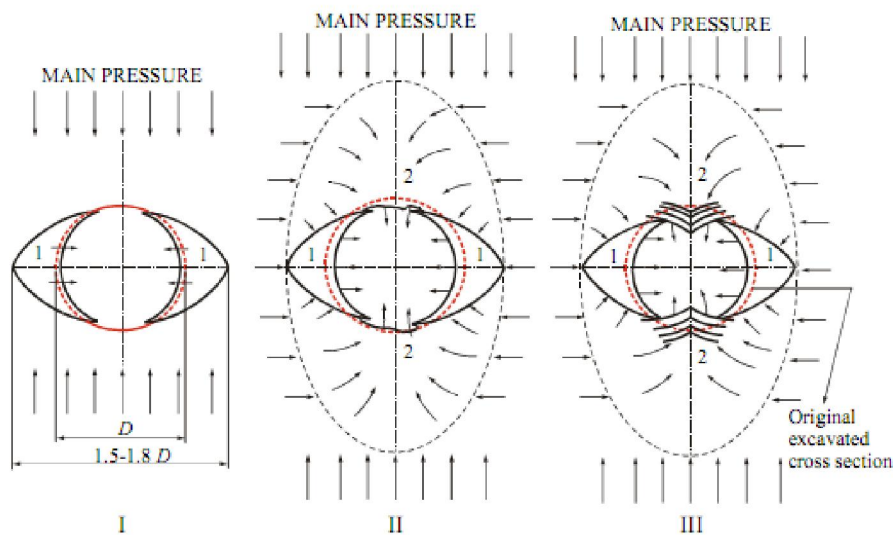 MAIN PRESSURE
1
1
D
1.5-1.8 D
I
MAIN PRESSURE
2
1
1
2
II
MAIN PRESSURE
2
1
1
2
Original
excavated
cross section
III